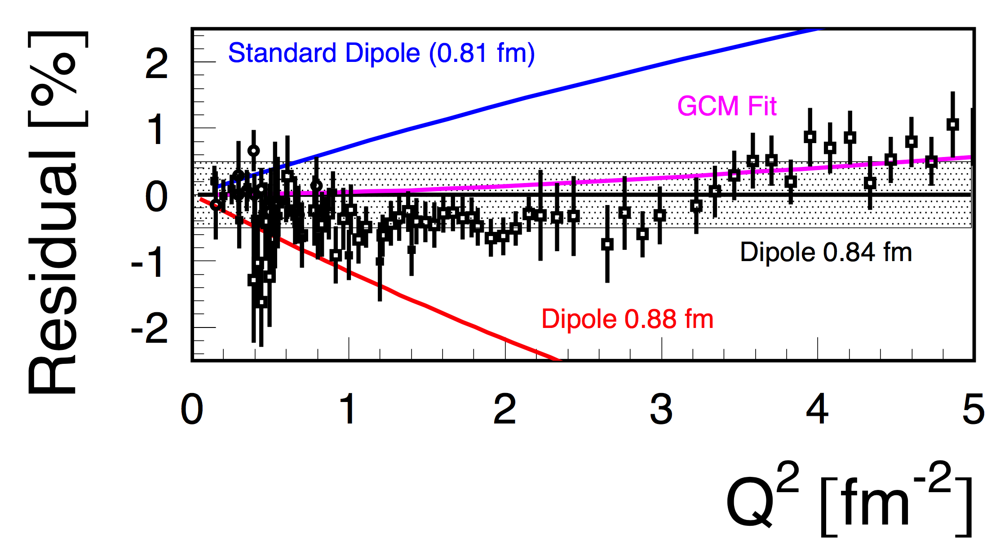 Residual [%]
2
1
0
-1
-2
Standard Dipole (0.81 fm)
GCM Fit
Dipole 0.84 fm
Dipole 0.88 fm
0 1 2 3 4 5
Q² [fm⁻²]